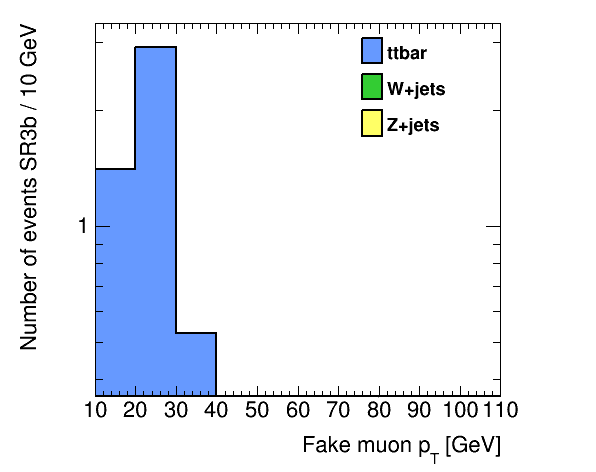 Number of events SR3b / 10 GeV
ttbar
W+jets
Z+jets
1
10 20 30 40 50 60 70 80 90 100 110
Fake muon pT [GeV]